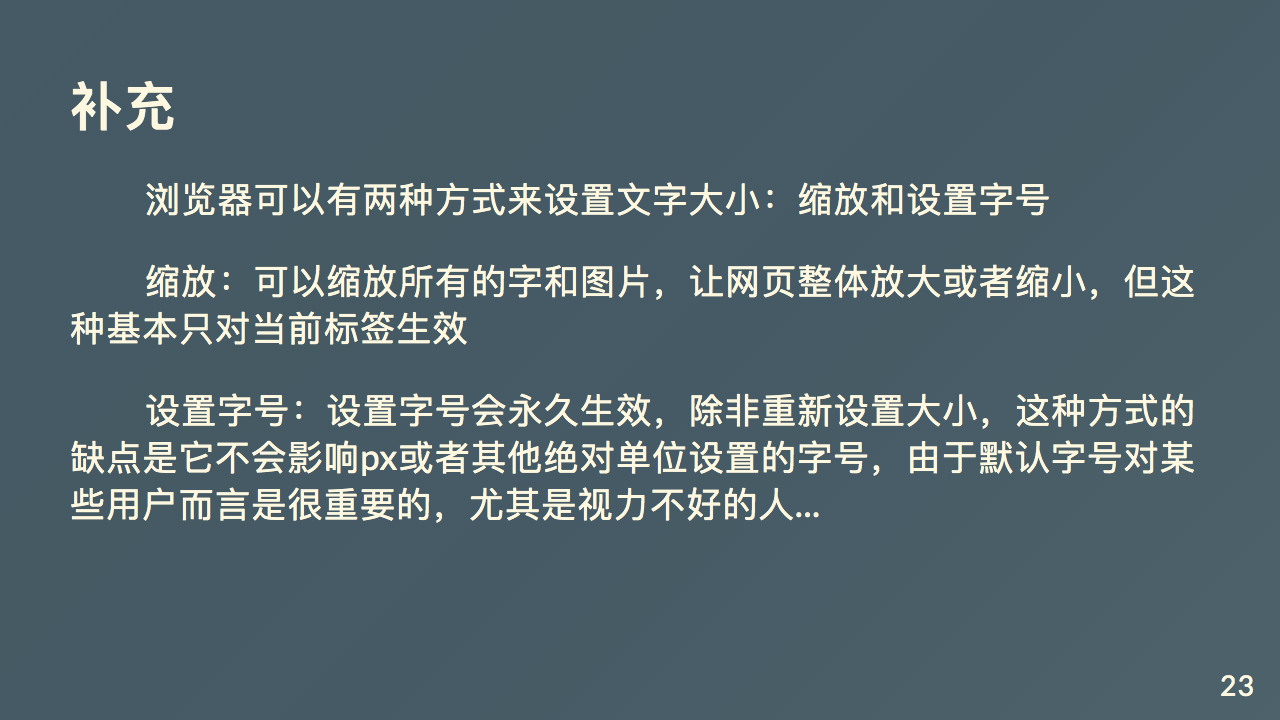 补充
浏览器可以有两种方式来设置文字大小：缩放和设置字号
缩放：可以缩放所有的字和图片，让网页整体放大或者缩小，但这
种基本只对当前标签生效
设置字号：设置字号会永久生效，除非重新设置大小，这种方式的
缺点是它不会影响px或者其他绝对单位设置的字号，由于默认字号对某
些用户而言是很重要的，尤其是视力不好的人...
23